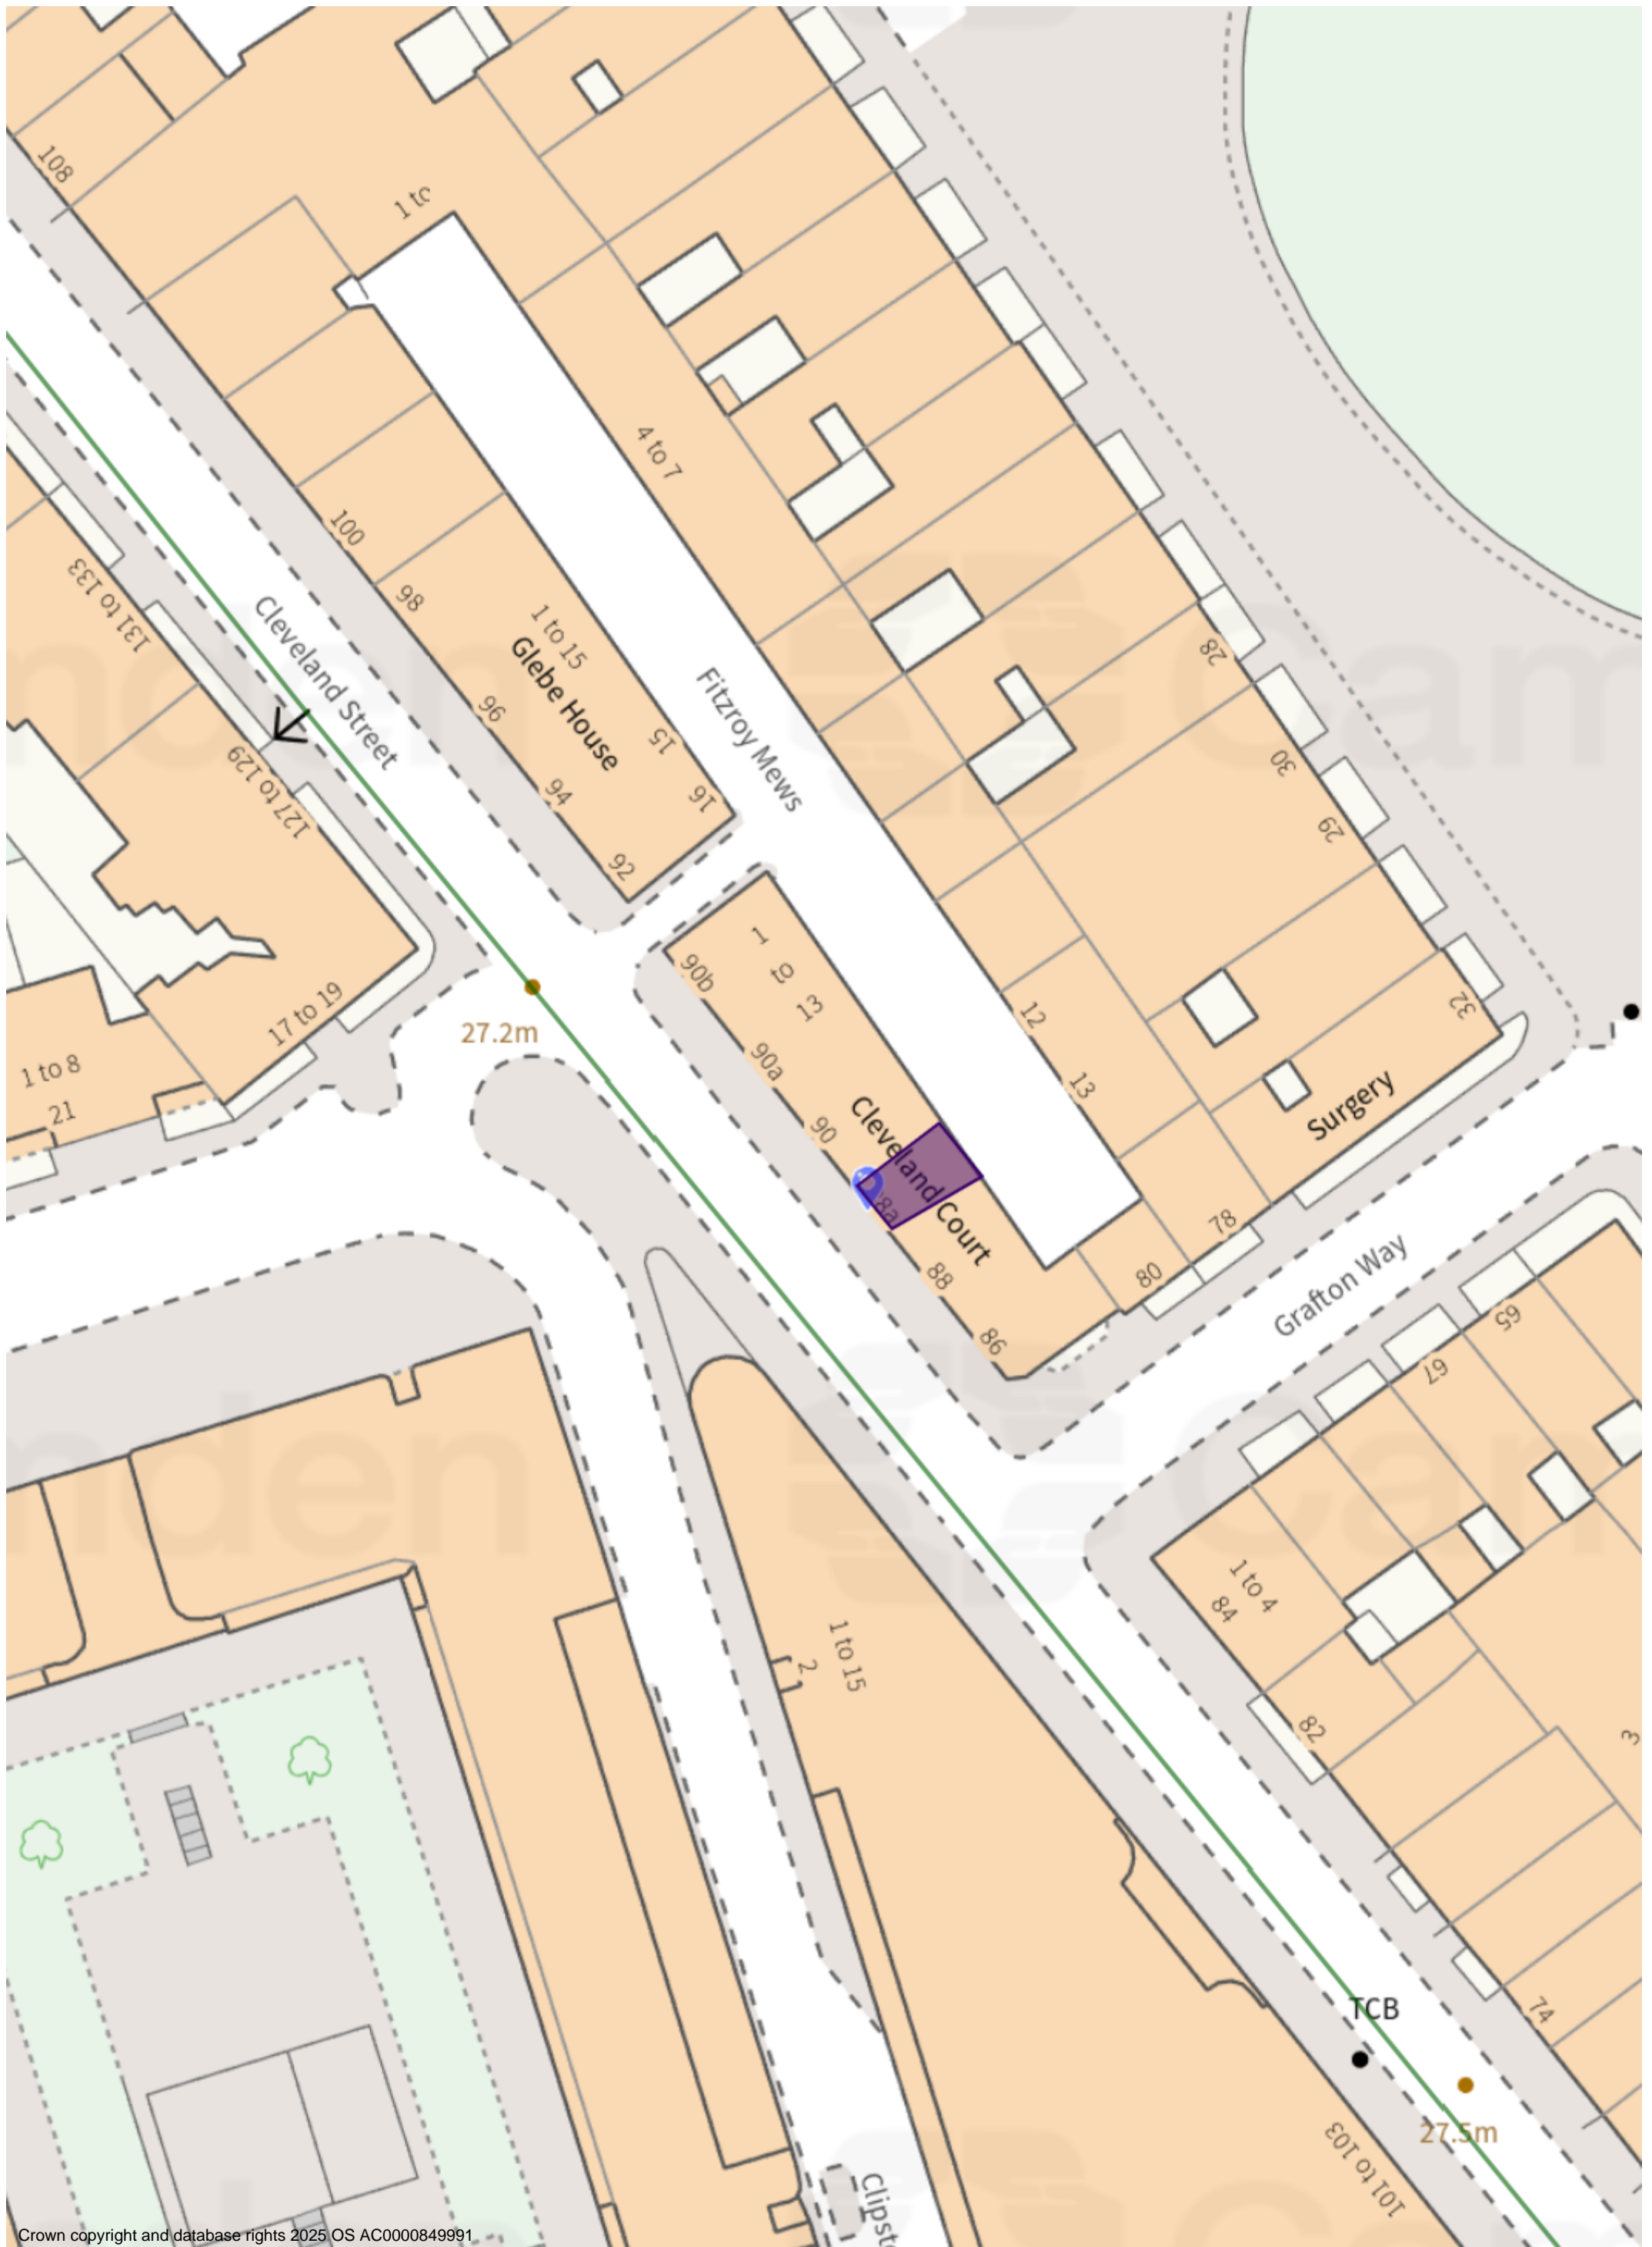 108
1 to
4 to 7
100
98
131 to 133
Cleveland Street
1 to 15
Glebe House
96
15
94
16
92
Fitzroy Mews
127 to 129
28
30
29
32
17 to 19
27.2m
1 to 8
21
90b
1 to 13
90a
90
12
13
Cleveland Court
8a
88
86
Surgery
78
80
Grafton Way
65
67
1 to 4
84
82
3
1 to 15
2
74
TCB
27.5m
101 to 103
Clipst
Camden
Crown copyright and database rights 2025 OS AC0000849991